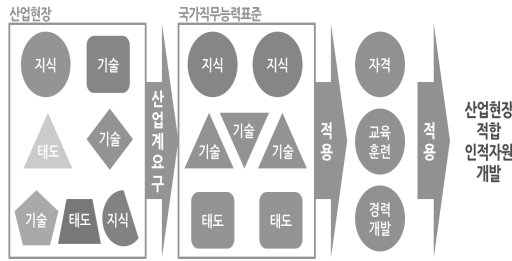 산업현장
지식
기술
태도
기술
기술
태도
지식
산업계요구
국가직무능력표준
지식
지식
기술
기술
기술
태도
태도
적용
자격
교육
훈련
경력
개발
적용
산업현장
적합
인적자원
개발